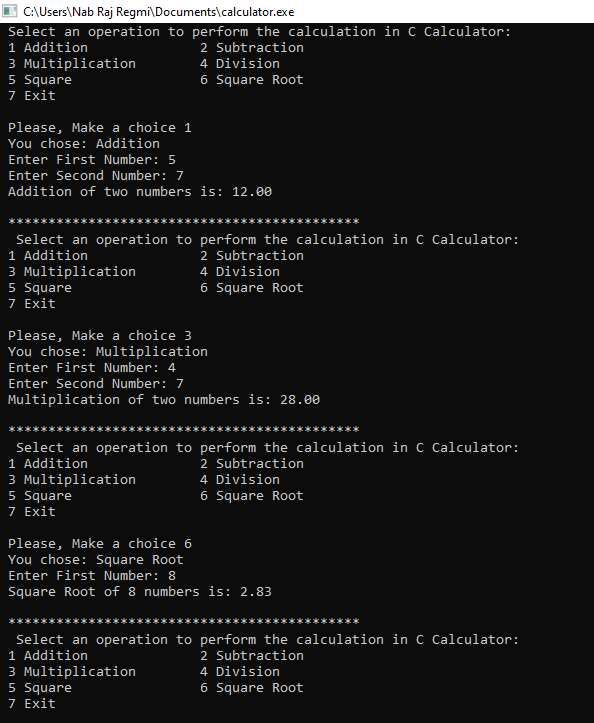 C:\Users\Nab Raj Regmi\Documents\calculator.exe
Select an operation to perform the calculation in C Calculator:
1 Addition              2 Subtraction
3 Multiplication        4 Division
5 Square                6 Square Root
7 Exit

Please, Make a choice 1
You chose: Addition
Enter First Number: 5
Enter Second Number: 7
Addition of two numbers is: 12.00

********************************************
 Select an operation to perform the calculation in C Calculator:
1 Addition              2 Subtraction
3 Multiplication        4 Division
5 Square                6 Square Root
7 Exit

Please, Make a choice 3
You chose: Multiplication
Enter First Number: 4
Enter Second Number: 7
Multiplication of two numbers is: 28.00

********************************************
 Select an operation to perform the calculation in C Calculator:
1 Addition              2 Subtraction
3 Multiplication        4 Division
5 Square                6 Square Root
7 Exit

Please, Make a choice 6
You chose: Square Root
Enter First Number: 8
Square Root of 8 numbers is: 2.83

********************************************
 Select an operation to perform the calculation in C Calculator:
1 Addition              2 Subtraction
3 Multiplication        4 Division
5 Square                6 Square Root
7 Exit